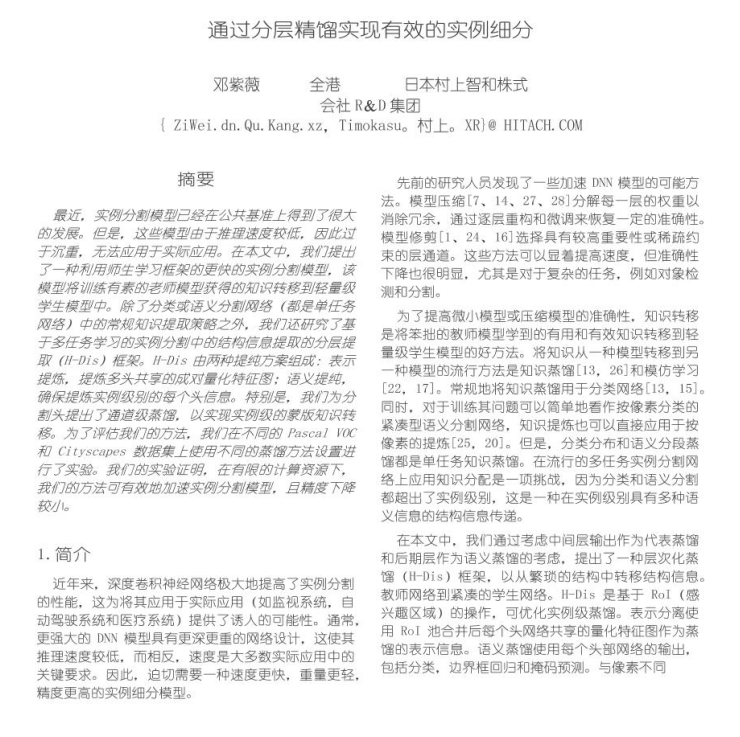 通过分层精馏实现有效的实例细分
邓紫薇 全港 日本村上智和株式
会社 R&D 集团
{ ZiWei.dn.Qu.Kang.xz, Timokasu。村上。XR}@ HITACH.COM
摘要
最近，实例分割模型已经在公共基准上得到了很大
的发展。但是，这些模型由于推理速度较低，因此过
于沉重，无法应用于实际应用。在本文中，我们提出
了一种利用师生学习框架的更快的实例分割模型，该
模型将训练有素的老师模型获得的知识转移到轻量级
学生模型中。除了分类或语义分割网络（都是单任务
网络）中的常规知识提取策略之外，我们还研究了基
于多任务学习的实例分割中的结构信息提取的分层提
取（H-Dis）框架。H-Dis 由两种提纯方案组成：表示
提炼，提炼多头共享的成对量化特征图；语义提纯，
确保提炼实例级别的每个头信息。特别是，我们为分
割头提出了通道级蒸馏，以实现实例级的蒙版知识转
移。为了评估我们的方法，我们在不同的 Pascal VOC
和 Cityscapes 数据集上使用不同的蒸馏方法设置进
行了实验。我们的实验证明，在有限的计算资源下，
我们的方法可有效地加速实例分割模型，且精度下降
较小。
1. 简介
近年来，深度卷积神经网络极大地提高了实例分割
的性能，这为将其应用于实际应用（如监视系统，自
动驾驶系统和医疗系统）提供了诱人的可能性。通常，
更强大的 DNN 模型具有更深更重的网络设计，这使其
推理速度较低，而相反，速度是大多数实际应用中的
关键要求。因此，迫切需要一种速度更快，重量更轻，
精度更高的实例细分模型。
先前的研究人员发现了一些加速 DNN 模型的可能方
法。模型压缩[7、14、27、28]分解每一层的权重以
消除冗余，通过逐层重构和微调来恢复一定的准确性。
模型修剪[1、24、16]选择具有较高重要性或稀疏约
束的层通道。这些方法可以显着提高速度，但准确性
下降也很明显，尤其是对于复杂的任务，例如对象检
测和分割。
为了提高微小模型或压缩模型的准确性，知识转移
是将笨拙的教师模型学到的有用和有效知识转移到轻
量级学生模型的好方法。将知识从一种模型转移到另
一种模型的流行方法是知识蒸馏[13，26]和模仿学习
[22，17]。常规地将知识蒸馏用于分类网络[13，15]。
同时，对于训练其问题可以简单地看作按像素分类的
紧凑型语义分割网络，知识提炼也可以直接应用于按
像素的提炼[25，20]。但是，分类分布和语义分段蒸
馏都是单任务知识蒸馏。在流行的多任务实例分割网
络上应用知识分配是一项挑战，因为分类和语义分割
都超出了实例级别，这是一种在实例级别具有多种语
义信息的结构信息传递。
在本文中，我们通过考虑中间层输出作为代表蒸馏
和后期层作为语义蒸馏的考虑，提出了一种层次化蒸
馏（H-Dis）框架，以从繁琐的结构中转移结构信息。
教师网络到紧凑的学生网络。H-Dis 是基于 RoI（感
兴趣区域）的操作，可优化实例级蒸馏。表示分离使
用 RoI 池合并后每个头网络共享的量化特征图作为蒸
馏的表示信息。语义蒸馏使用每个头部网络的输出，
包括分类，边界框回归和掩码预测。与像素不同